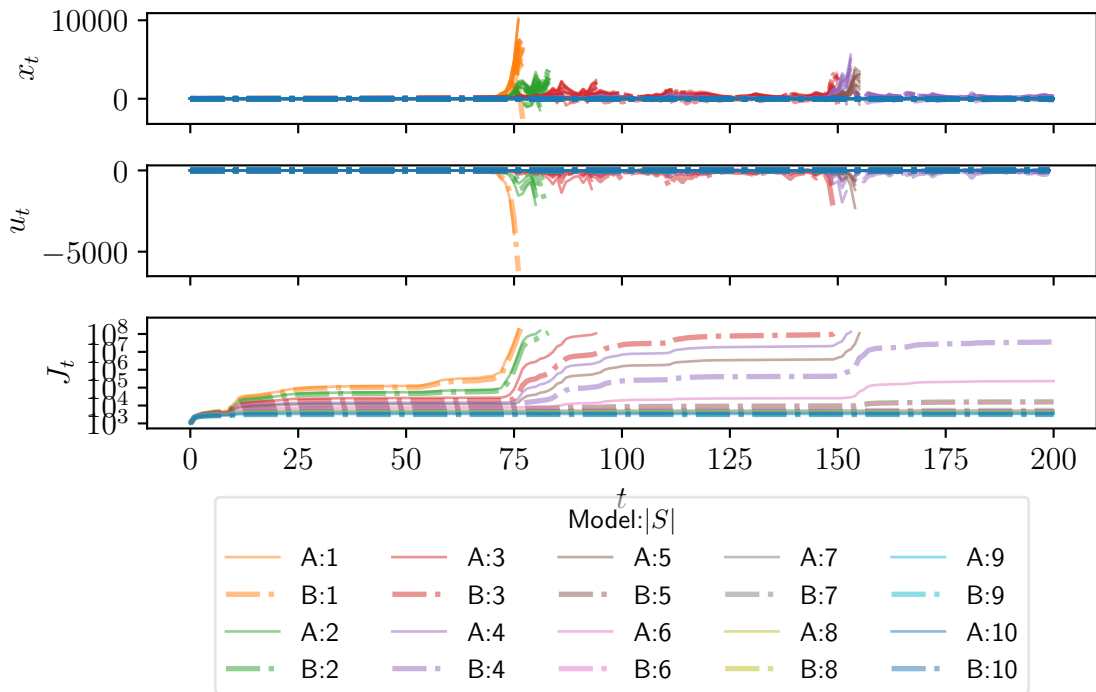 10000
0
x_t
0
−5000
u_t
10^8
10^7
10^6
10^5
10^4
10^3
J_t
0 25 50 75 100 125 150 175 200
t
Model:|S|
A:1 A:3 A:5 A:7 A:9
B:1 B:3 B:5 B:7 B:9
A:2 A:4 A:6 A:8 A:10
B:2 B:4 B:6 B:8 B:10